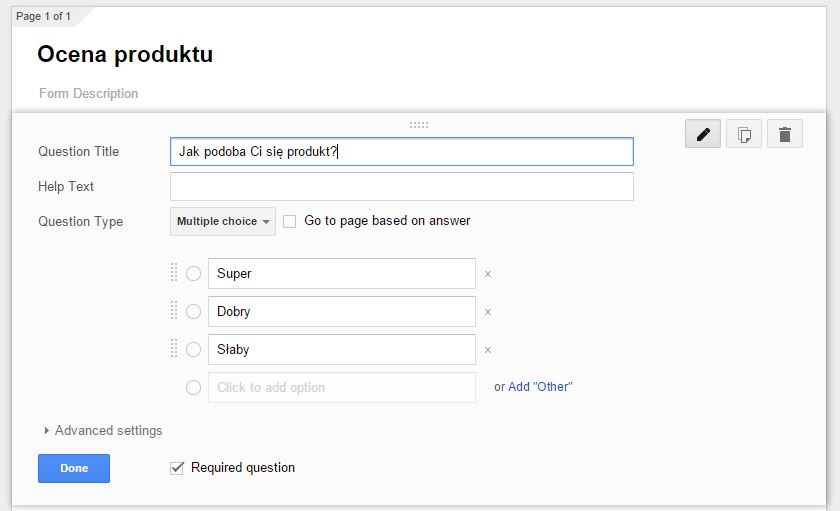 Page 1 of 1
Ocena produktu
Form Description
Question Title Jak podoba Ci się produkt?
Help Text
Question Type Multiple choice Go to page based on answer
Super x
Dobry x
Słaby x
Click to add option or Add "Other"
Advanced settings
Done Required question